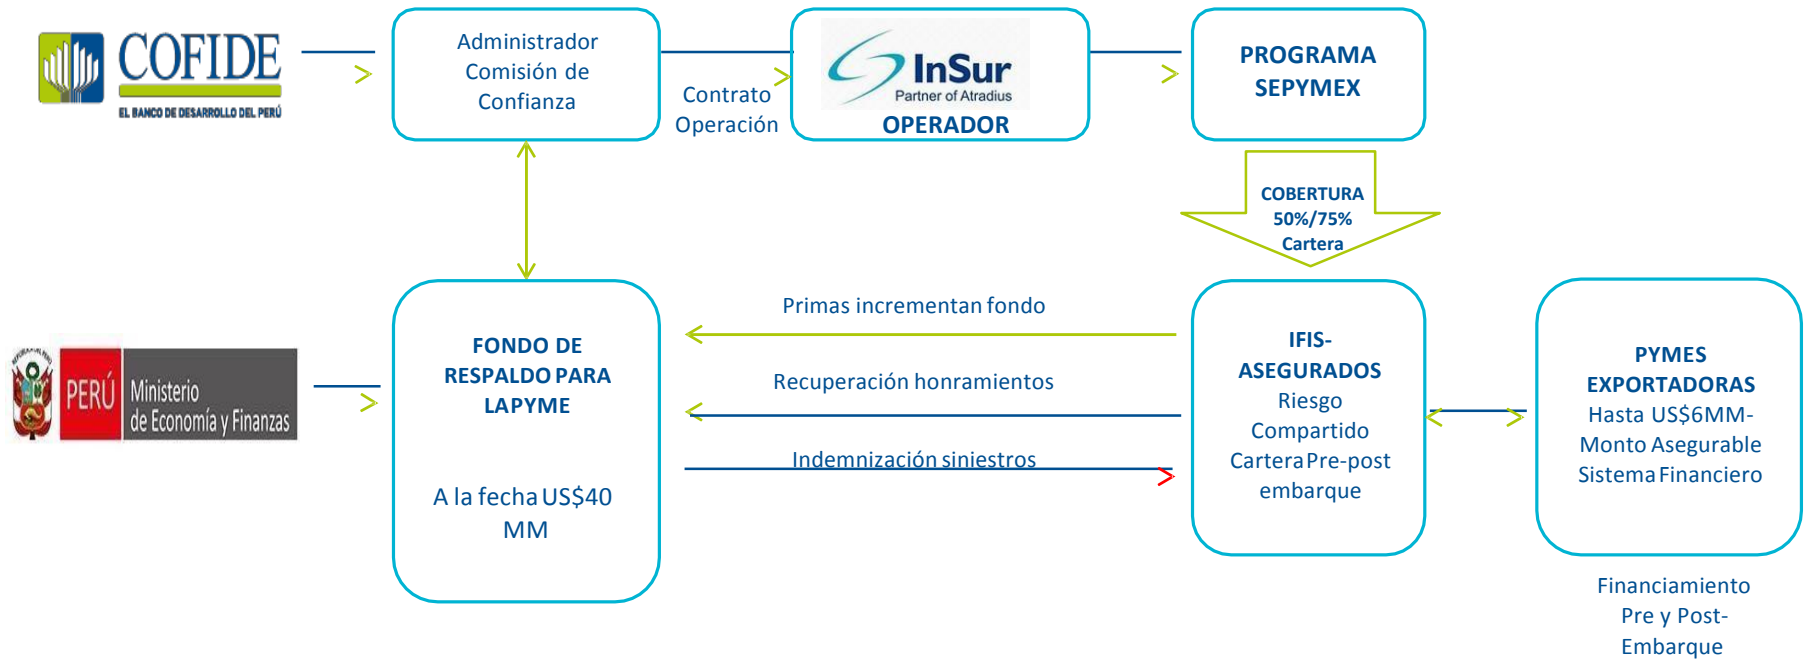 COFIDE
EL BANCO DE DESARROLLO DEL PERÚ
Administrador
Comisión de
Confianza
Contrato
Operación
InSur
Partner of Atradius
OPERADOR
PROGRAMA
SEPYMEX
COBERTURA
50%/75%
Cartera
REPUBLICA DEL PERU
PERÚ
Ministerio
de Economía y Finanzas
FONDO DE
RESPALDO PARA
LAPYME
A la fecha US$40
MM
Primas incrementan fondo
Recuperación honramientos
Indemnización siniestros
IFIS-
ASEGURADOS
Riesgo
Compartido
Cartera Pre-post
embarque
PYMES
EXPORTADORAS
Hasta US$6MM-
Monto Asegurable
Sistema Financiero
Financiamiento
Pre y Post-
Embarque